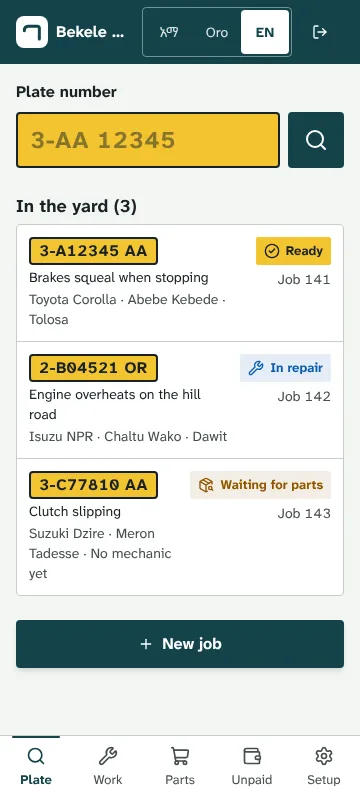 Bekele ...
አማ
Oro
EN
Plate number
3-AA 12345
In the yard (3)
3-A12345 AA
Ready
Brakes squeal when stopping
Job 141
Toyota Corolla · Abebe Kebede ·
Tolosa
2-B04521 OR
In repair
Engine overheats on the hill
road
Job 142
Isuzu NPR · Chaltu Wako · Dawit
3-C77810 AA
Waiting for parts
Clutch slipping
Job 143
Suzuki Dzire · Meron
Tadesse · No mechanic
yet
+ New job
Plate
Work
Parts
Unpaid
Setup